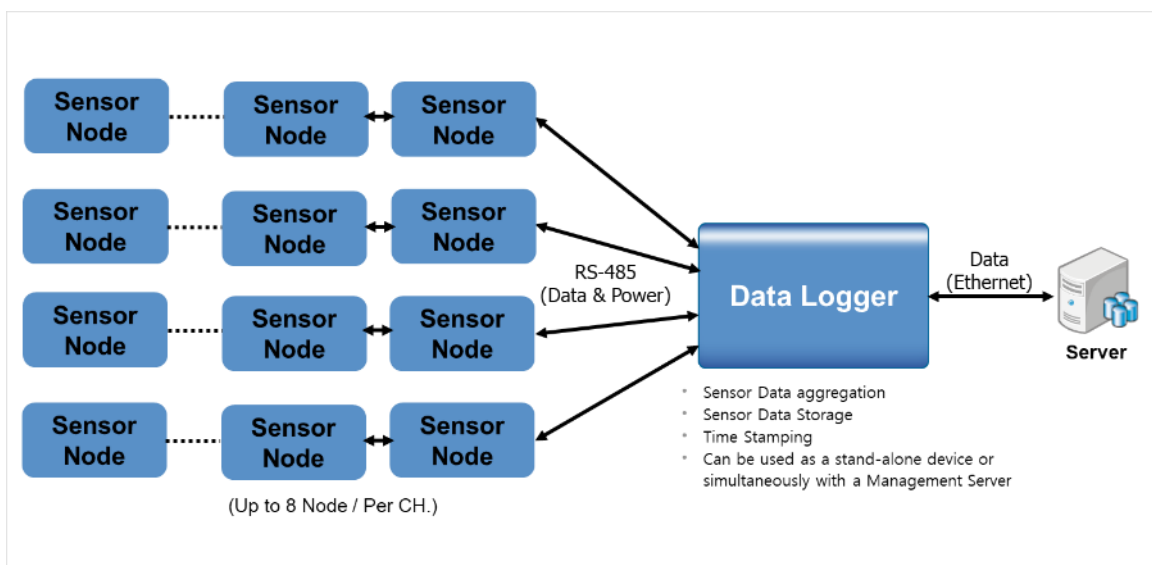 Sensor
Node
Sensor
Node
Sensor
Node
Sensor
Node
Sensor
Node
Sensor
Node
Sensor
Node
Sensor
Node
Sensor
Node
Sensor
Node
Sensor
Node
Sensor
Node
(Up to 8 Node / Per CH.)
RS-485
(Data & Power)
Data Logger
Data
(Ethernet)
Server
• Sensor Data aggregation
• Sensor Data Storage
• Time Stamping
• Can be used as a stand-alone device or
simultaneously with a Management Server